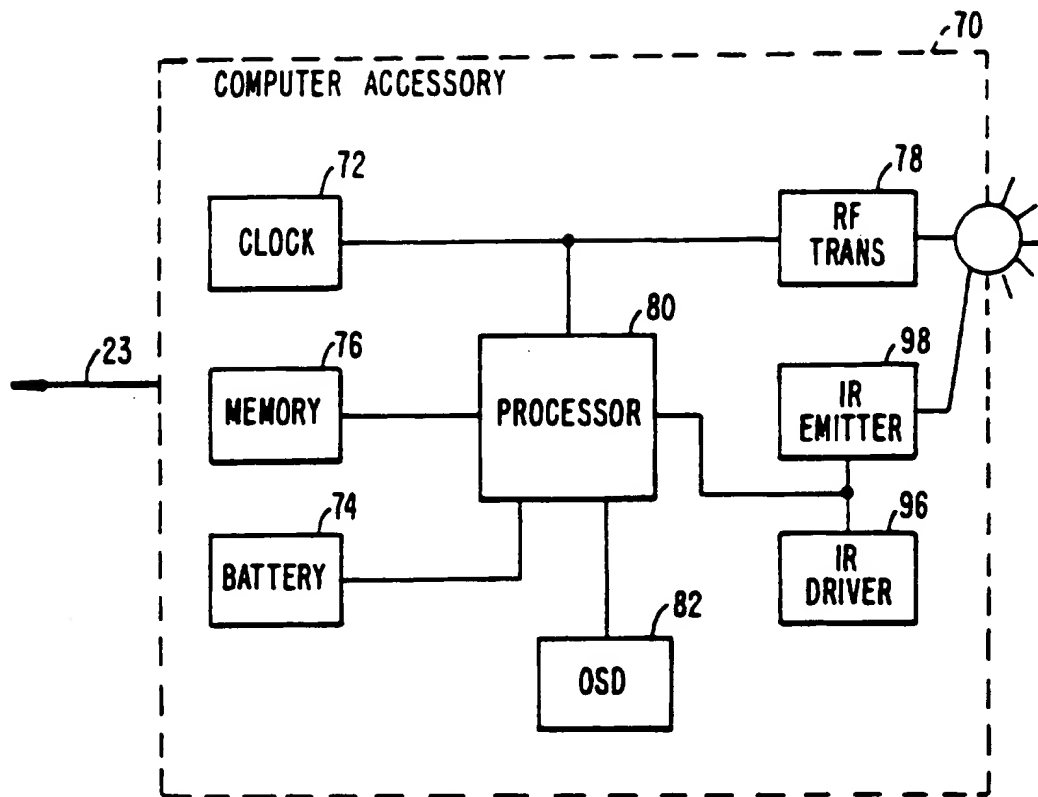 70
COMPUTER ACCESSORY
72
CLOCK
78
RF
TRANS
80
PROCESSOR
23
76
MEMORY
98
IR
EMITTER
74
BATTERY
96
IR
DRIVER
82
OSD